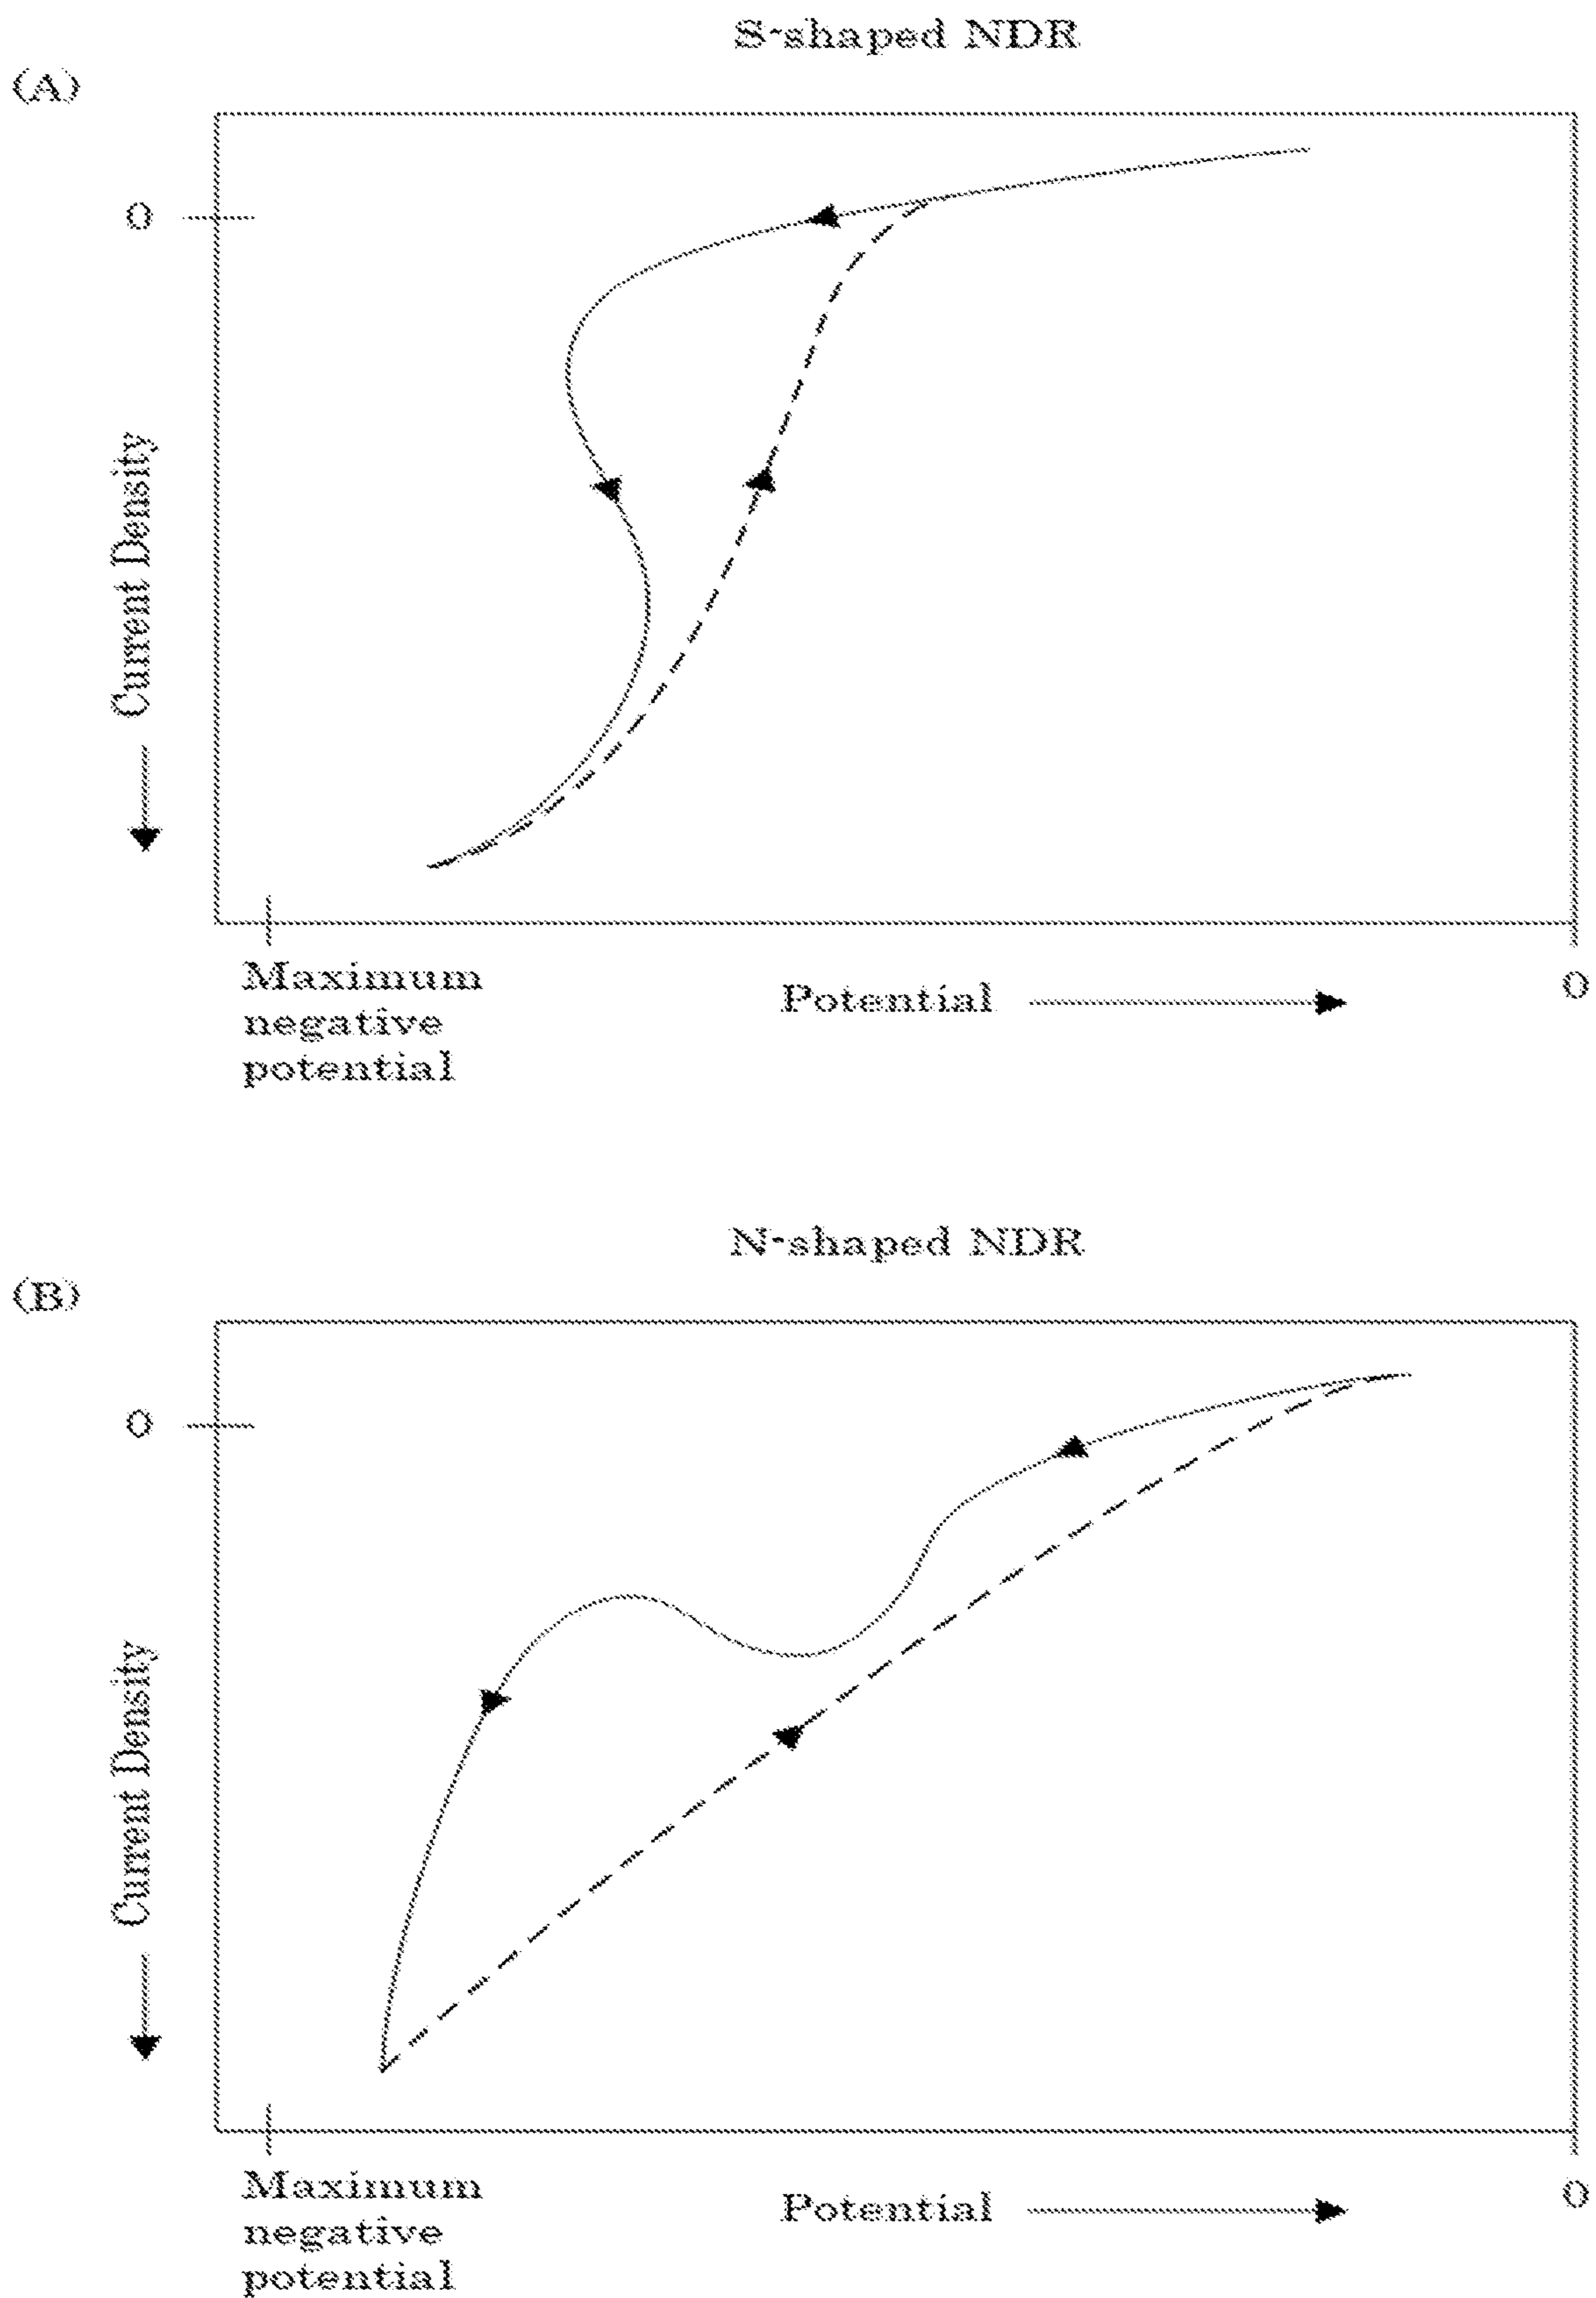 S-shaped NDR
(A)
0
Current Density
Maximum
negative
potential
Potential
0
N-shaped NDR
(B)
0
Current Density
Maximum
negative
potential
Potential
0